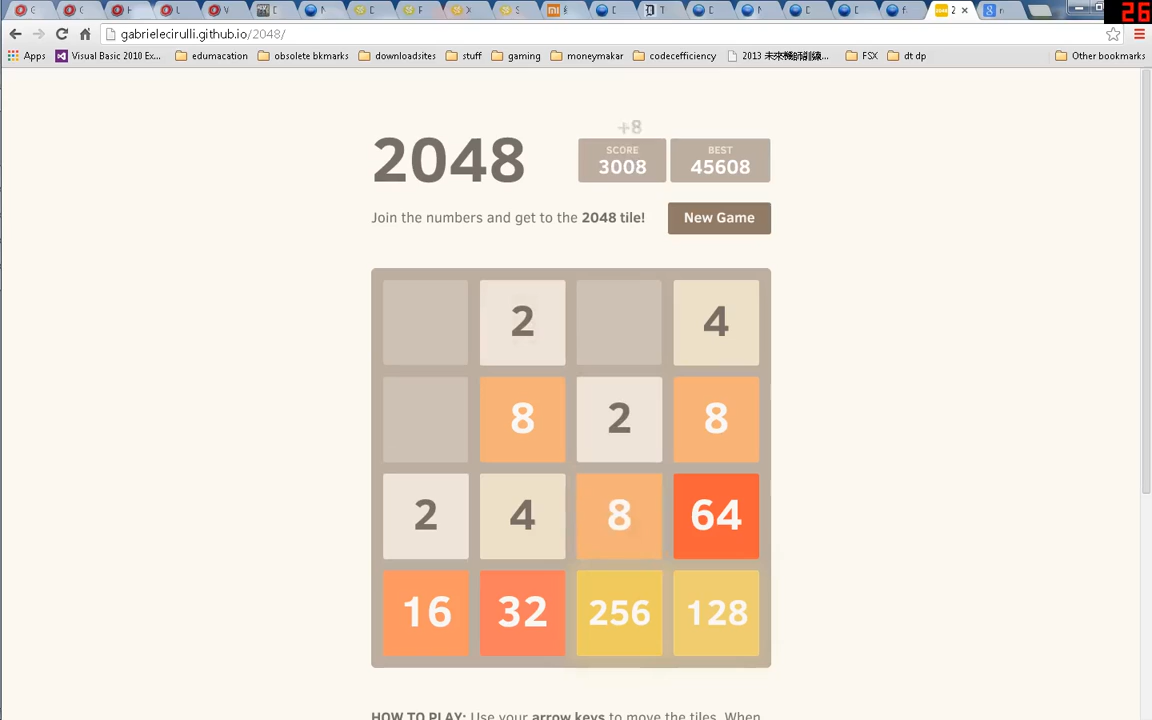 26
gabrielecirulli.github.io/2048/
Apps Visual Basic 2010 Ex... edumacation obsolete bkmarks downloadsites stuff gaming moneymakar codecefficiency 2013 FSX dt dp Other bookmarks
+8
2048 SCORE BEST
3008 45608
Join the numbers and get to the 2048 tile! New Game
2 4
8 2 8
2 4 8 64
16 32 256 128
HOW TO PLAY: Use your arrow keys to move the tiles. When